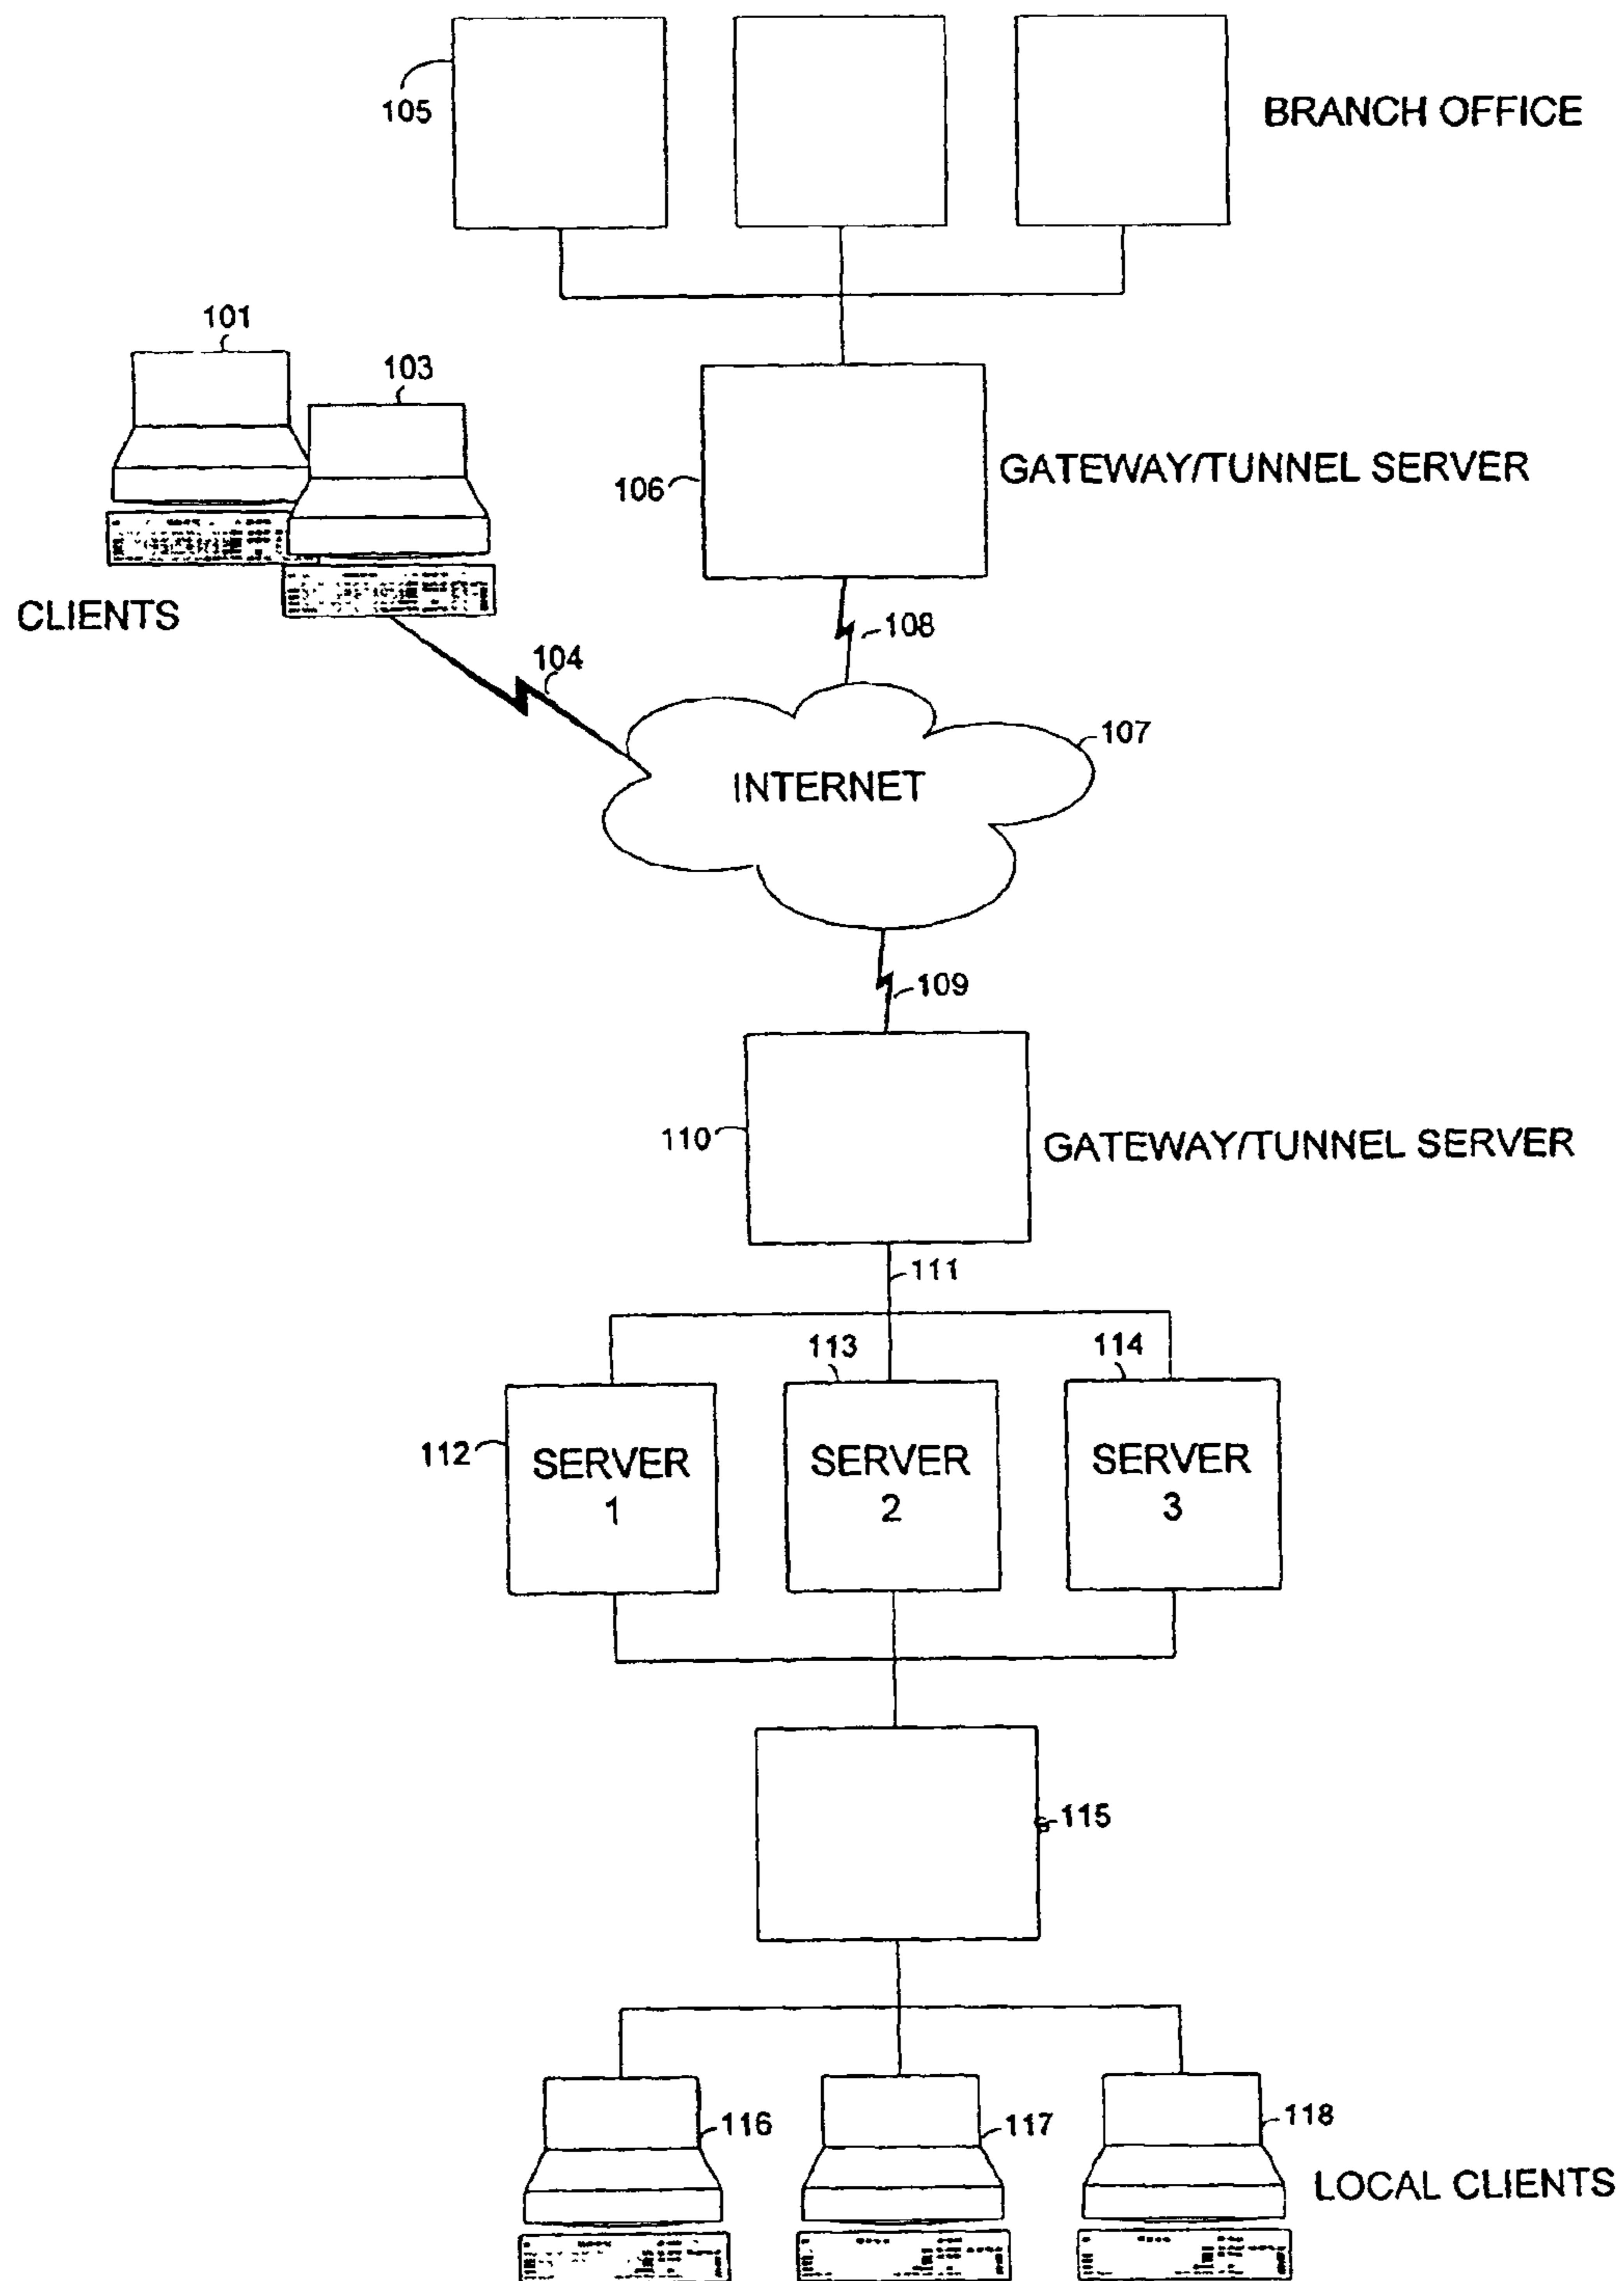 105
BRANCH OFFICE
101
103
106
GATEWAY/TUNNEL SERVER
CLIENTS
108
104
107
INTERNET
109
110
GATEWAY/TUNNEL SERVER
111
113
114
112
SERVER
1
SERVER
2
SERVER
3
115
116
117
118
LOCAL CLIENTS